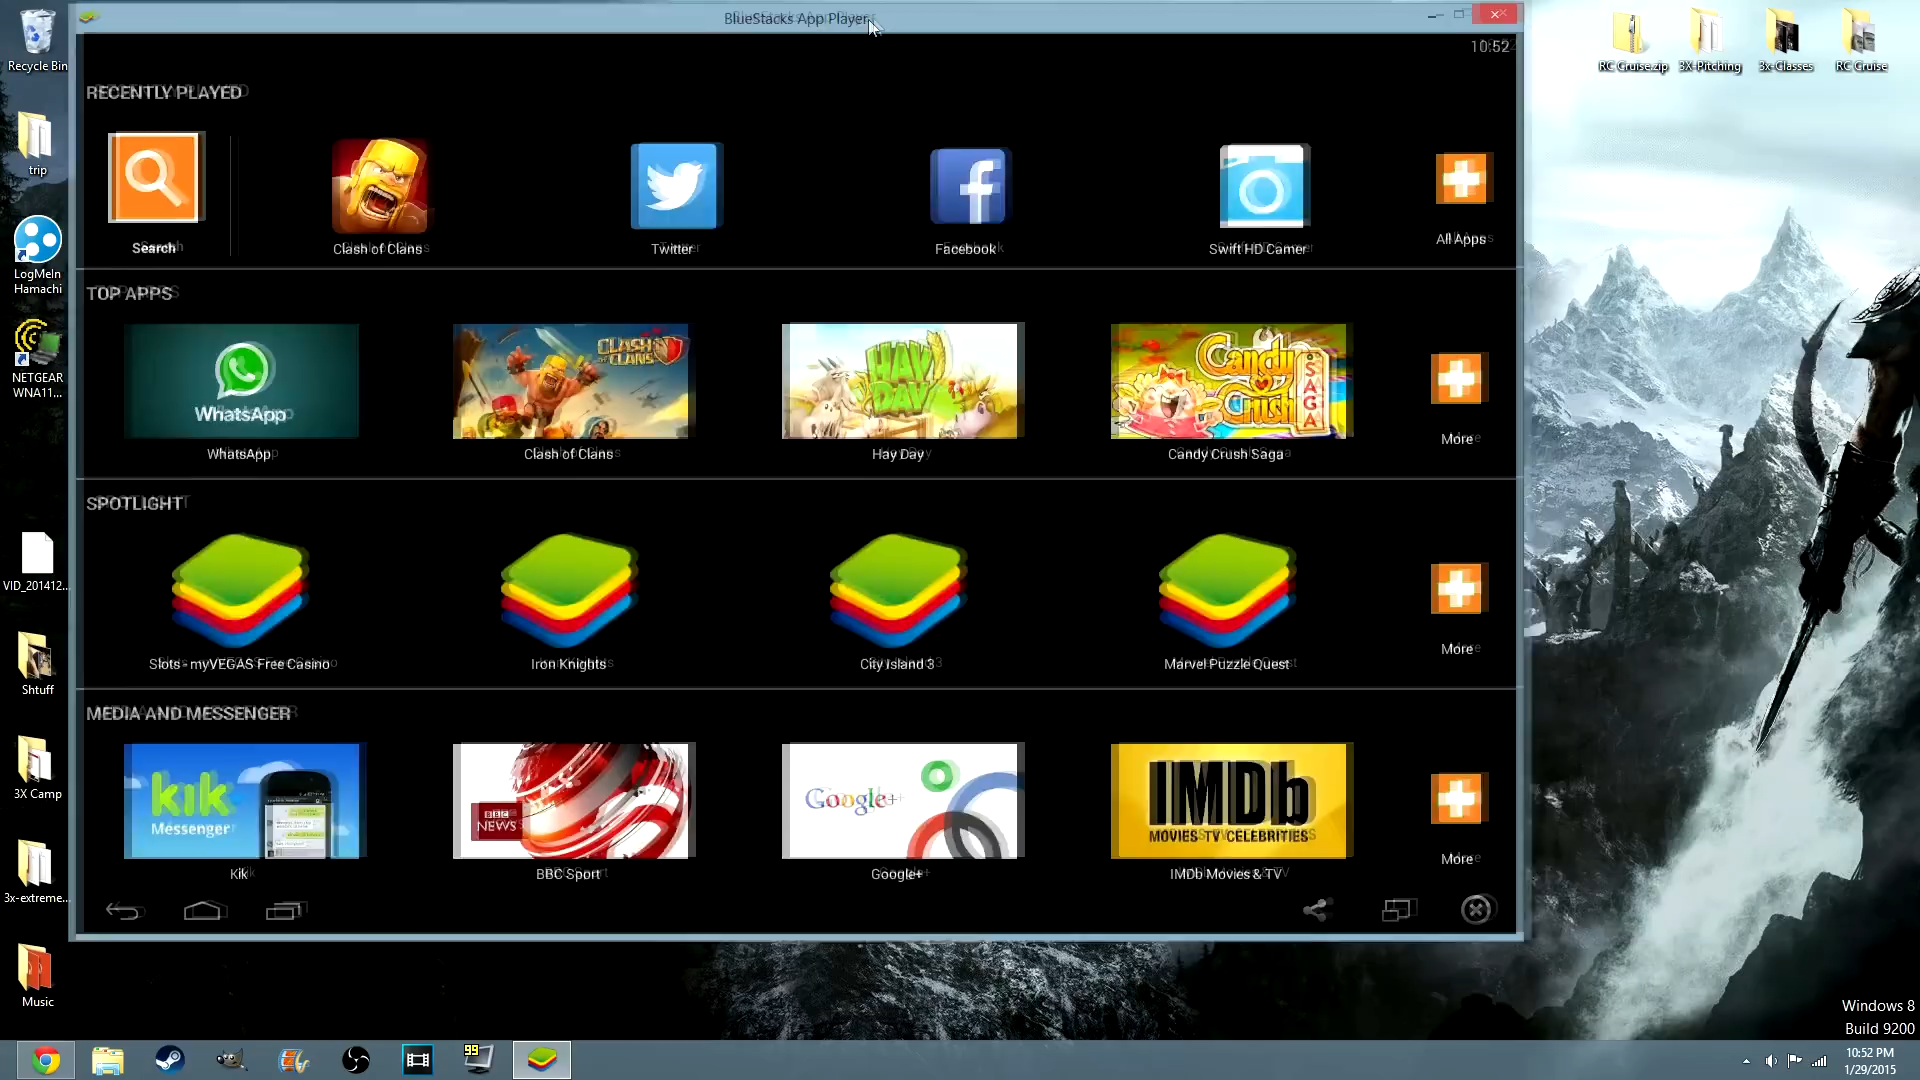 BlueStacks App Player
10:52
Recycle Bin
trip
LogMeIn
Hamachi
NETGEAR
WNA11...
VID_201412...
Shtuff
3X Camp
3x-extreme...
Music
RC Cruise.zip
3X-Pitching
3x-Glasses
RC Cruise
RECENTLY PLAYED
Search
Clash of Clans
Twitter
Facebook
Swift HD Camer
All Apps
TOP APPS
WhatsApp
CLASH OF CLANS
HAY DAY
Candy Crush SAGA
WhatsApp
Clash of Clans
Hay Day
Candy Crush Saga
More
SPOTLIGHT
Slots - myVEGAS Free Casino
Iron Knights
City Island 3
Marvel Puzzle Quest
More
MEDIA AND MESSENGER
kik
Messenger
BBC
NEWS
Google+
IMDb
MOVIES TV CELEBRITIES
Kik
BBC Sport
Google+
IMDb Movies & TV
More
Windows 8
Build 9200
99
10:52 PM
1/29/2015